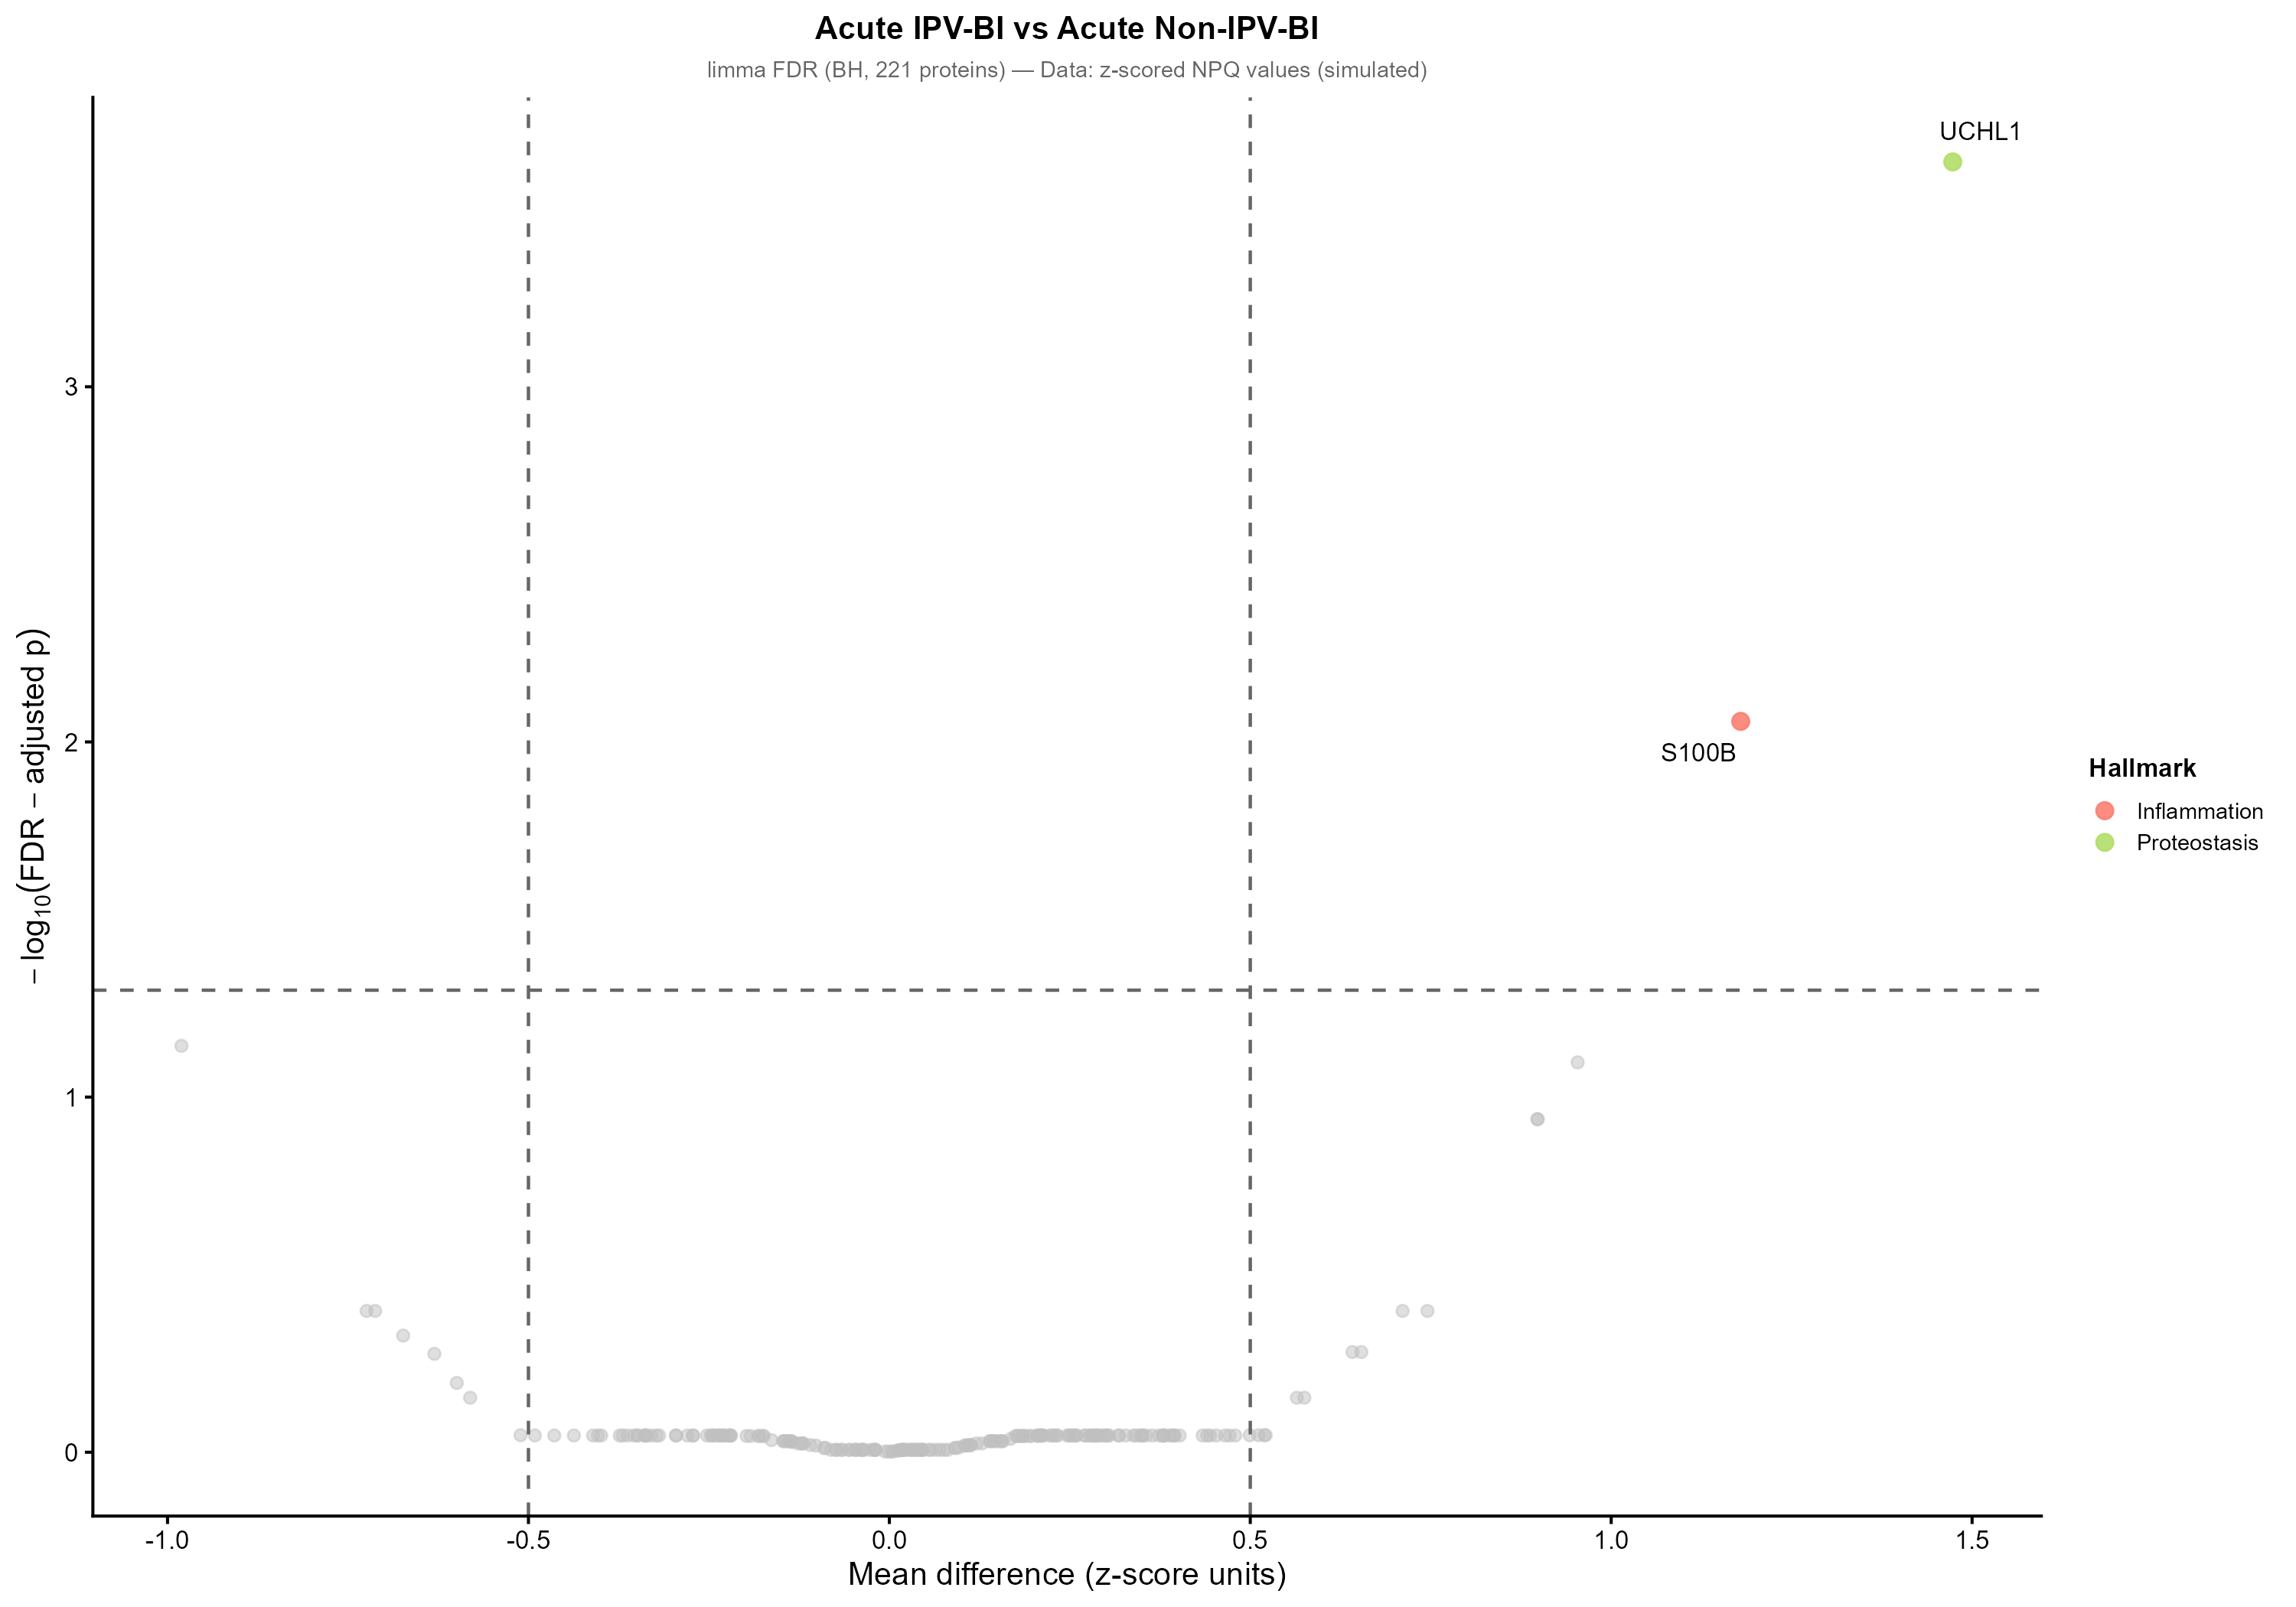 Acute IPV-BI vs Acute Non-IPV-BI
limma FDR (BH, 221 proteins) — Data: z-scored NPQ values (simulated)
− log10(FDR − adjusted p)
3
2
1
0
UCHL1
S100B
Hallmark
Inflammation
Proteostasis
-1.0 -0.5 0.0 0.5 1.0 1.5
Mean difference (z-score units)